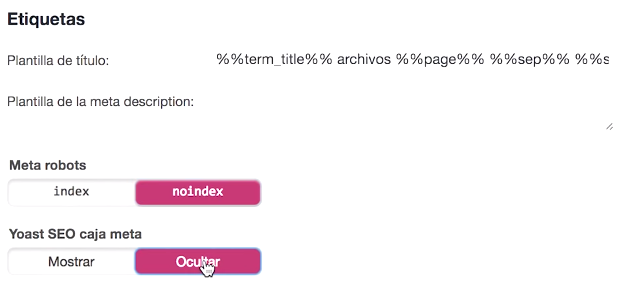 Etiquetas
Plantilla de título: %%term_title%% archivos %%page%% %%sep%% %%s
Plantilla de la meta description:
Meta robots
index noindex
Yoast SEO caja meta
Mostrar Ocultar